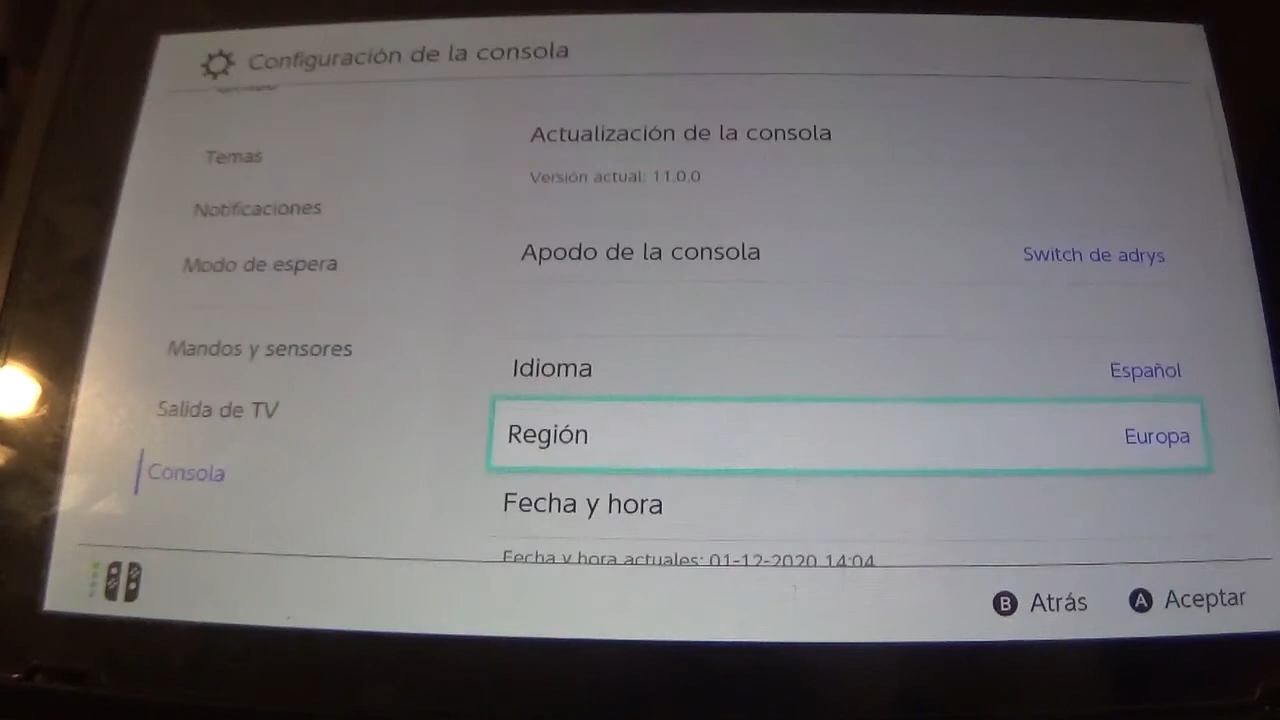 Configuración de la consola
Temas
Notificaciones
Modo de espera
Mandos y sensores
Salida de TV
Consola
Actualización de la consola
Versión actual: 11.0.0
Apodo de la consola
Switch de adrys
Idioma
Español
Región
Europa
Fecha y hora
Fecha y hora actuales: 01-12-2020 14:04
B Atrás
A Aceptar